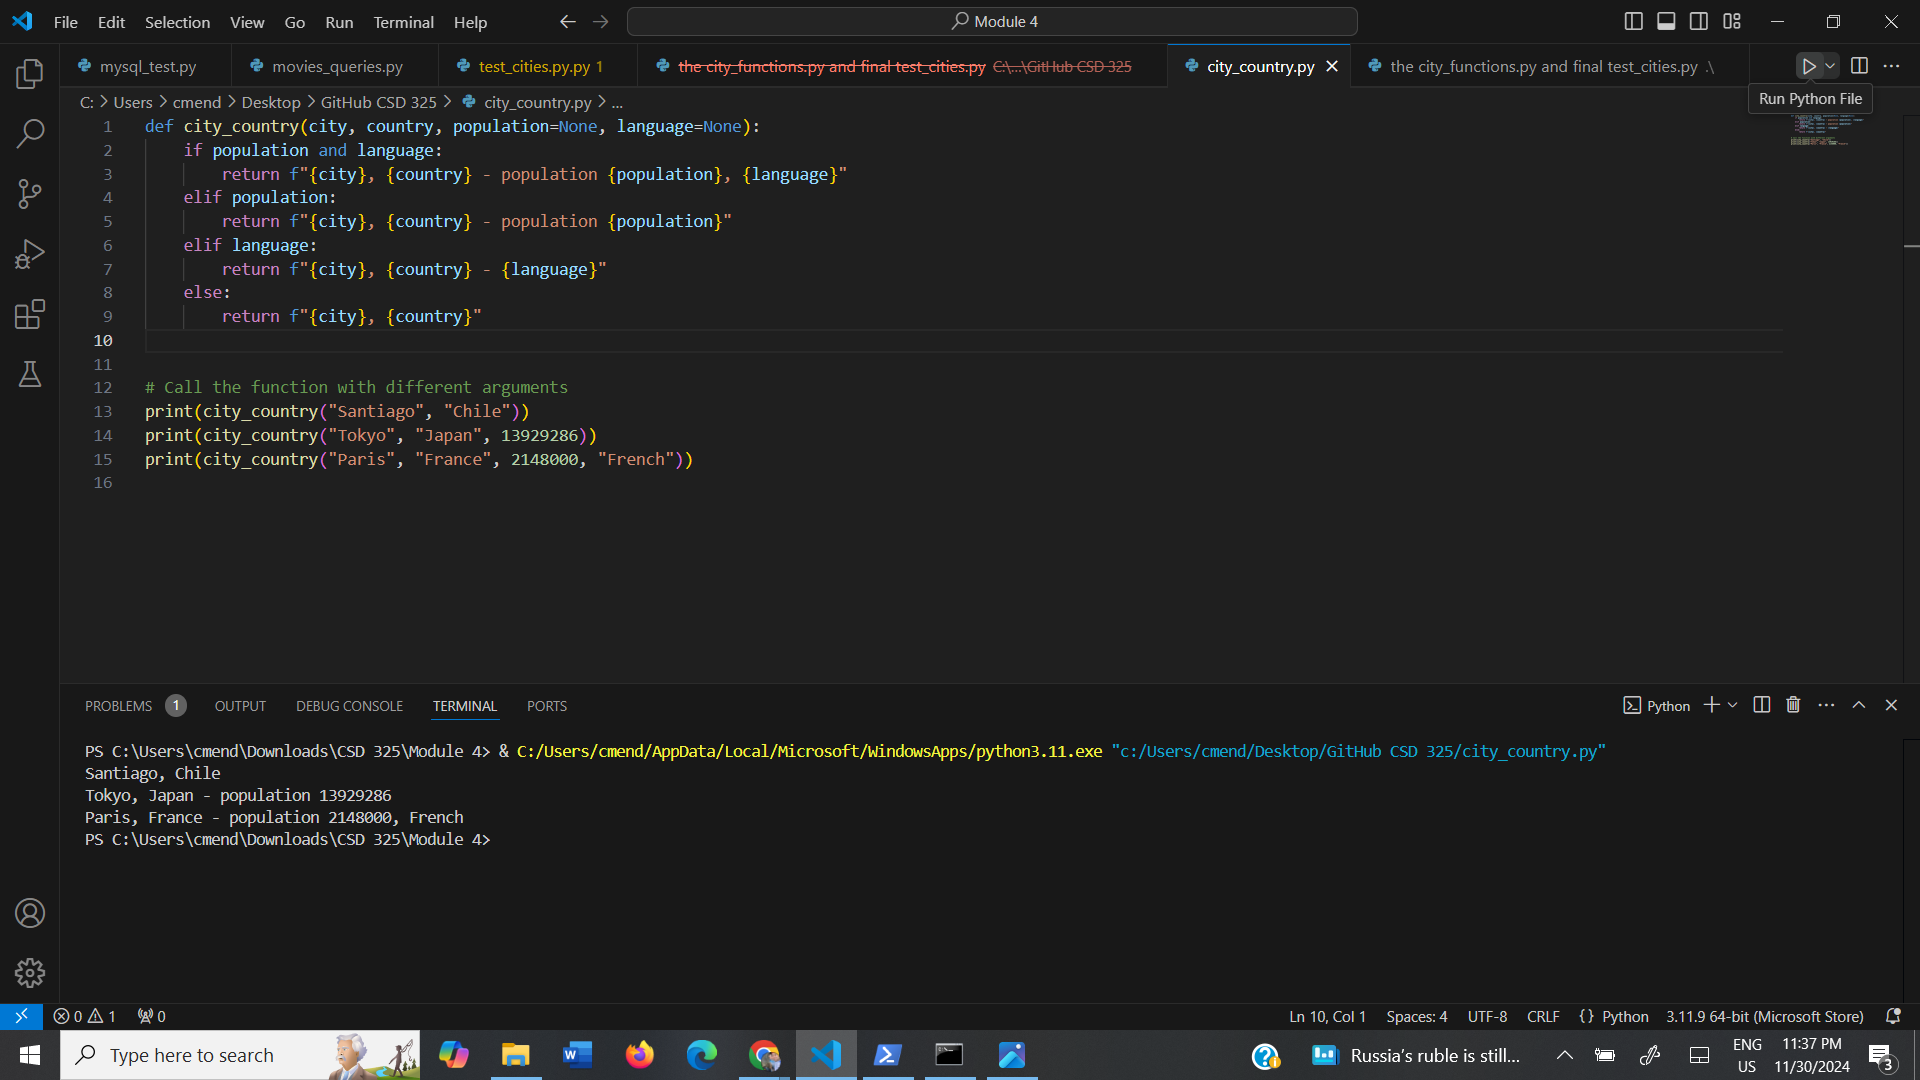 File Edit Selection View Go Run Terminal Help
Module 4
mysql_test.py movies_queries.py test_cities.py.py 1 the city_functions.py and final test_cities.py C:\...\GitHub CSD 325 city_country.py the city_functions.py and final test_cities.py .\
C: > Users > cmend > Desktop > GitHub CSD 325 > city_country.py > ...
Run Python File
1 def city_country(city, country, population=None, language=None):
2 if population and language:
3 return f"{city}, {country} - population {population}, {language}"
4 elif population:
5 return f"{city}, {country} - population {population}"
6 elif language:
7 return f"{city}, {country} - {language}"
8 else:
9 return f"{city}, {country}"
10
11
12 # Call the function with different arguments
13 print(city_country("Santiago", "Chile"))
14 print(city_country("Tokyo", "Japan", 13929286))
15 print(city_country("Paris", "France", 2148000, "French"))
16
PROBLEMS 1 OUTPUT DEBUG CONSOLE TERMINAL PORTS Python
PS C:\Users\cmend\Downloads\CSD 325\Module 4> & C:/Users/cmend/AppData/Local/Microsoft/WindowsApps/python3.11.exe "c:/Users/cmend/Desktop/GitHub CSD 325/city_country.py"
Santiago, Chile
Tokyo, Japan - population 13929286
Paris, France - population 2148000, French
PS C:\Users\cmend\Downloads\CSD 325\Module 4>
0 1 0 Ln 10, Col 1 Spaces: 4 UTF-8 CRLF {} Python 3.11.9 64-bit (Microsoft Store)
Type here to search
Russia's ruble is still...
ENG
US
11:37 PM
11/30/2024
3